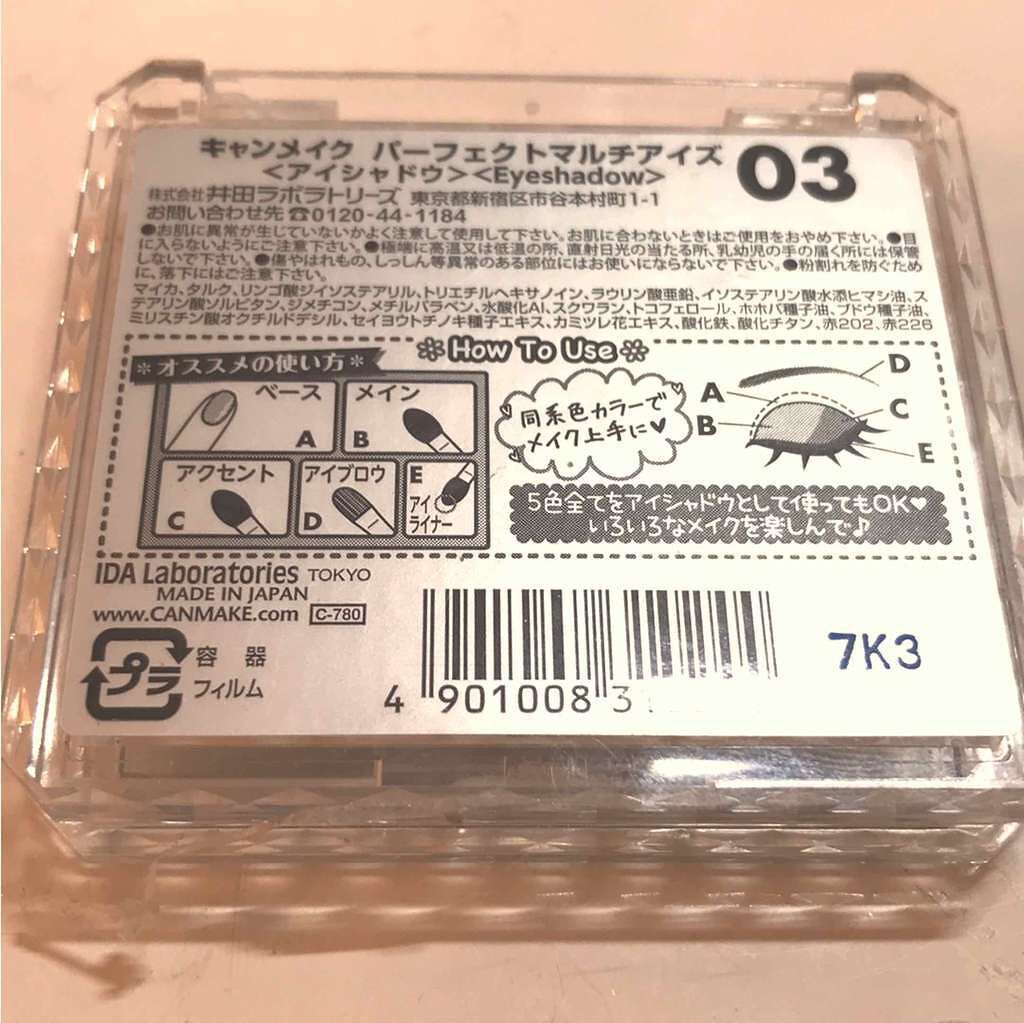 キャンメイク パーフェクトマルチアイズ 03
<アイシャドウ><Eyeshadow>
株式会社 井田ラボラトリーズ 東京都新宿区市谷本村町1-1
お問い合わせ先 ☎0120-44-1184
●お肌に異常が生じていないかよく注意して使用して下さい。お肌に合わないときはご使用をおやめ下さい。●目
に入らないようにご注意下さい。●極端に高温又は低温の所、直射日光の当たる所、乳幼児の手の届く所には保管
しないで下さい。●傷やはれもの、しっしん等異常のある部位にはお使いにならないで下さい。●粉割れを防ぐため
に、落下にはご注意下さい。
マイカ、タルク、リンゴ酸ジイソステアリル、トリエチルヘキサノイン、ラウリン酸亜鉛、イソステアリン酸水添ヒマシ油、ス
テアリン酸ソルビタン、ジメチコン、メチルパラベン、水酸化Al、スクワラン、トコフェロール、ホホバ種子油、ブドウ種子油、
ミリスチン酸オクチルドデシル、セイヨウトチノキ種子エキス、カミツレ花エキス、酸化鉄、酸化チタン、赤202、赤226
How To Use
*オススメの使い方*
ベース
A
メイン
B
アクセント
C
アイブロウ
D
E
アイ
ライナー
同系色カラーで
メイク上手に♥
A
B
D
C
E
5色全てをアイシャドウとして使ってもOK♥
いろいろなメイクを楽しんで♪
IDA Laboratories TOKYO
MADE IN JAPAN
www.CANMAKE.com C-780
プラ
容器
フィルム
4 901008 31
7K3